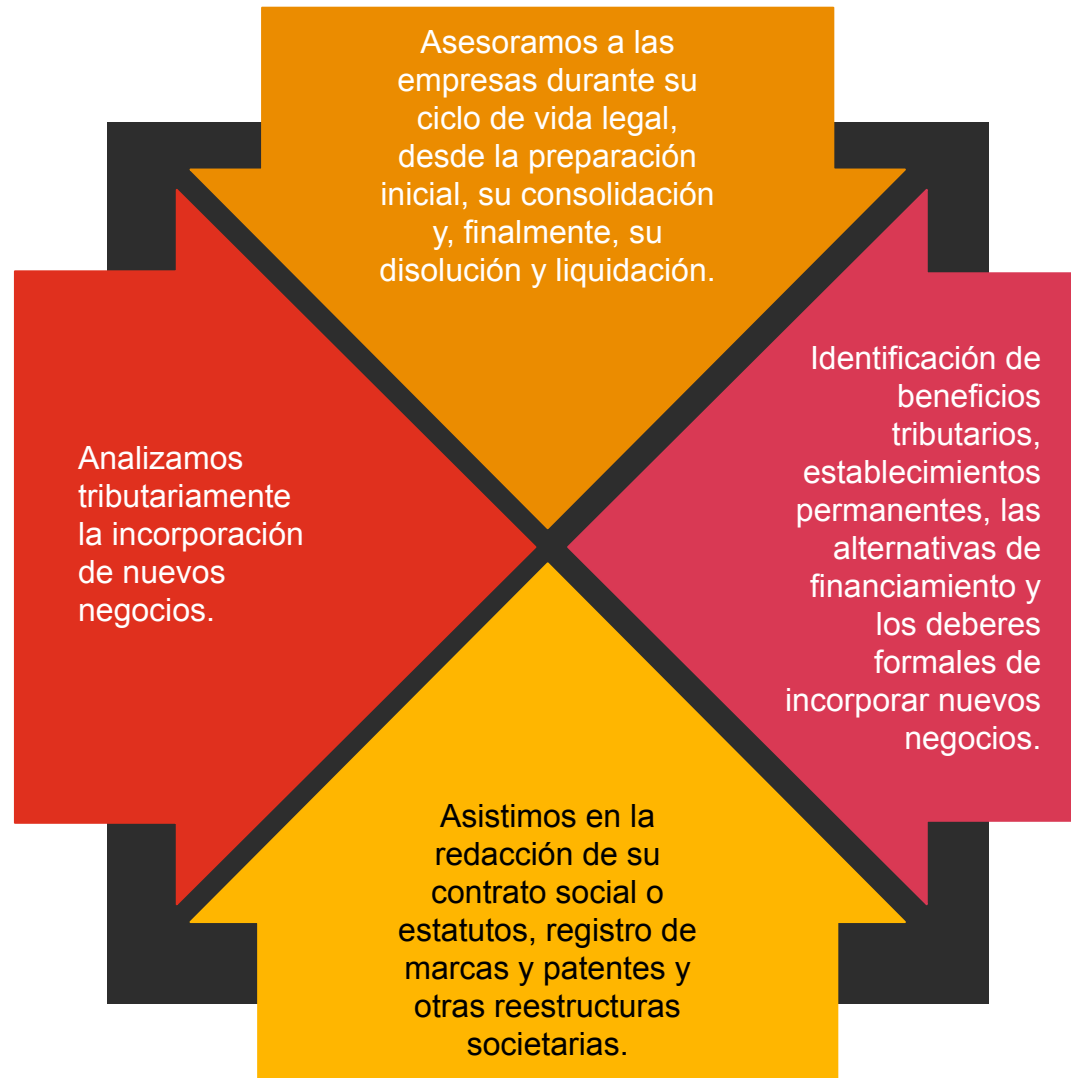 Asesoramos a las
empresas durante su
ciclo de vida legal,
desde la preparación
inicial, su consolidación
y, finalmente, su
disolución y liquidación.
Analizamos
tributariamente
la incorporación
de nuevos
negocios.
Identificación de
beneficios
tributarios,
establecimientos
permanentes, las
alternativas de
financiamiento y
los deberes
formales de
incorporar nuevos
negocios.
Asistimos en la
redacción de su
contrato social o
estatutos, registro de
marcas y patentes y
otras reestructuras
societarias.